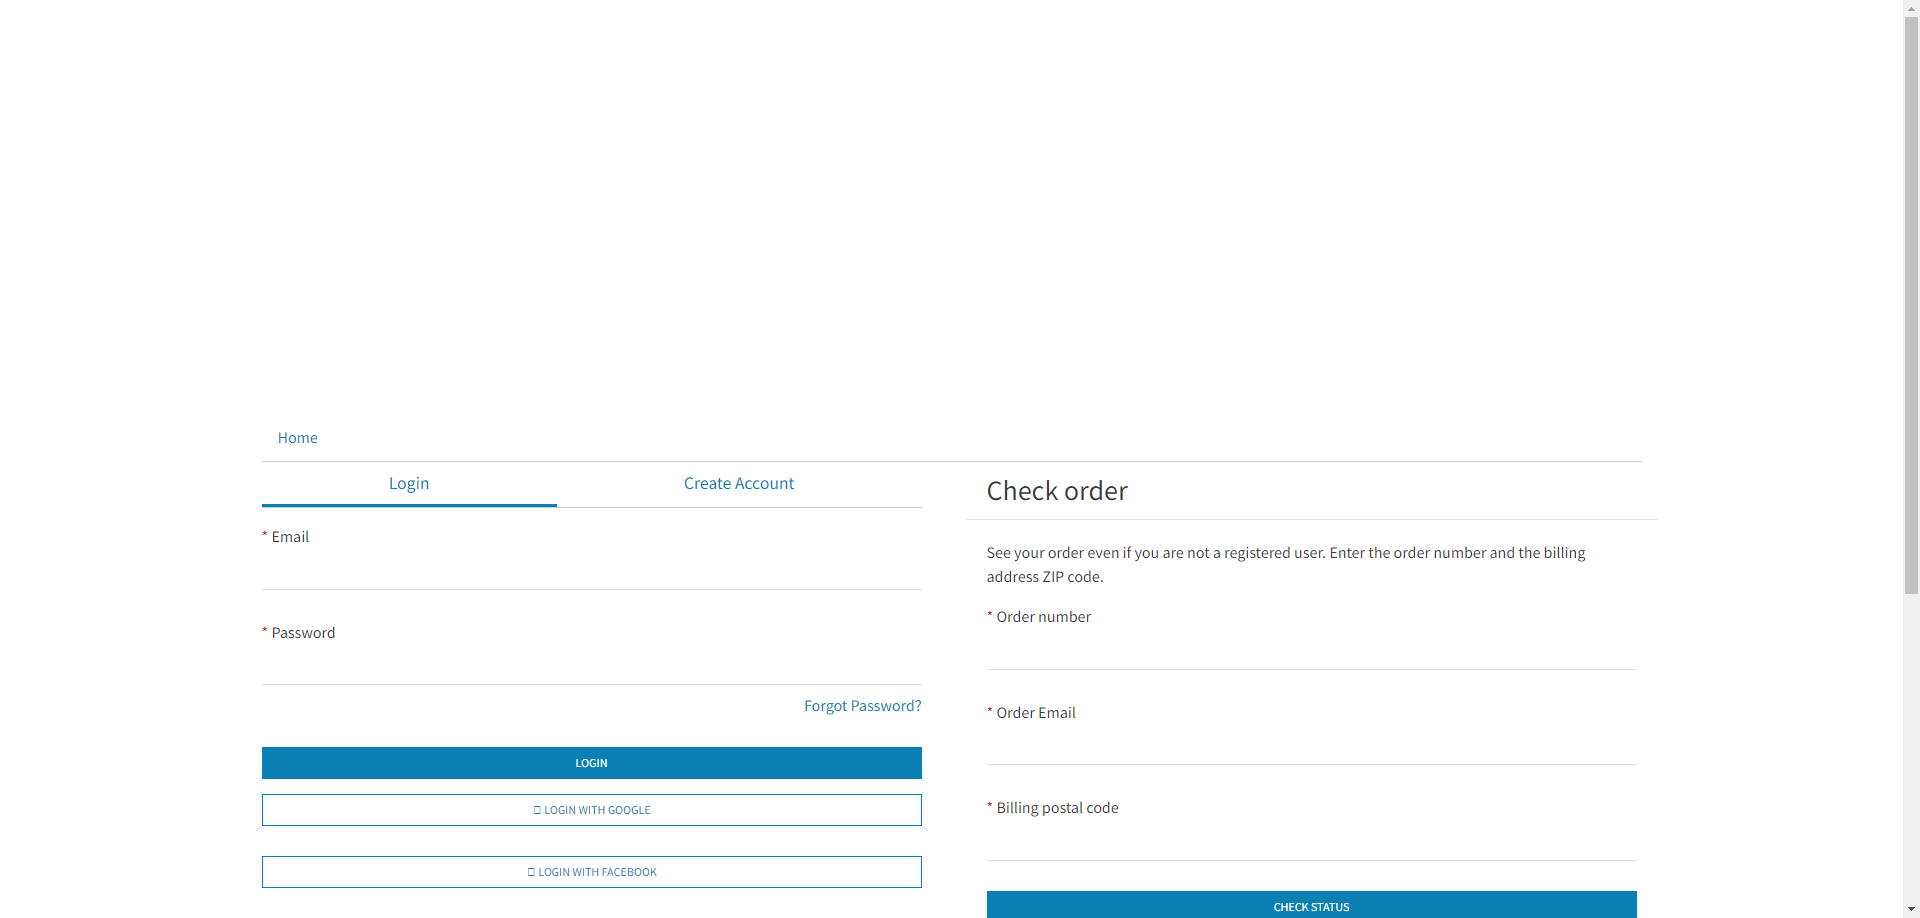 Home
Login
Create Account
* Email
* Password
Forgot Password?
LOGIN
LOGIN WITH GOOGLE
LOGIN WITH FACEBOOK
Check order
See your order even if you are not a registered user. Enter the order number and the billing
address ZIP code.
* Order number
* Order Email
* Billing postal code
CHECK STATUS